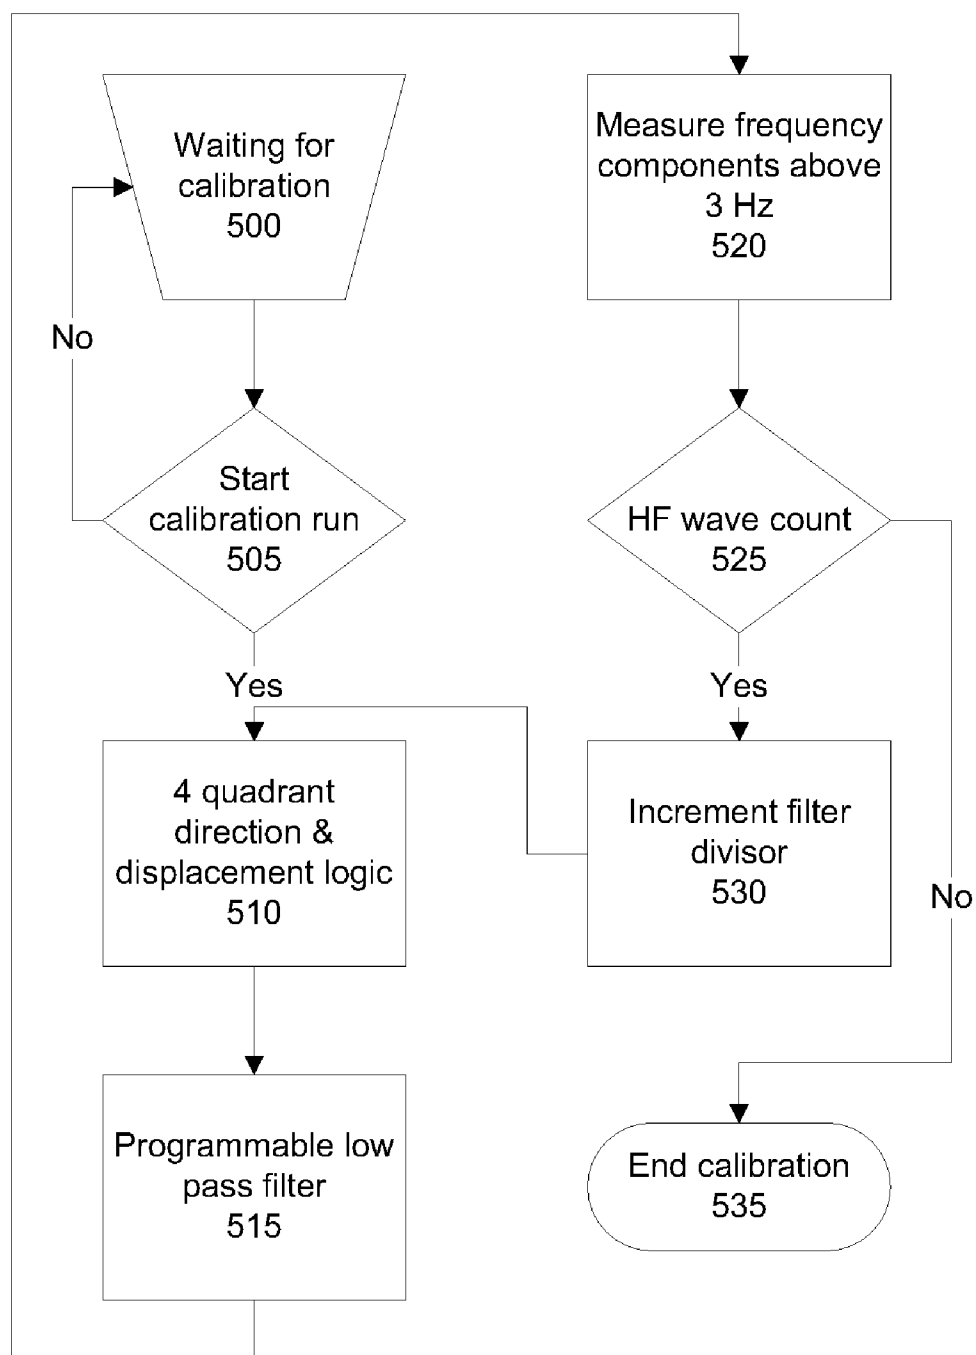 Waiting for
calibration
500
No
Start
calibration run
505
Yes
4 quadrant
direction &
displacement logic
510
Programmable low
pass filter
515
Measure frequency
components above
3 Hz
520
HF wave count
525
Yes
Increment filter
divisor
530
No
End calibration
535